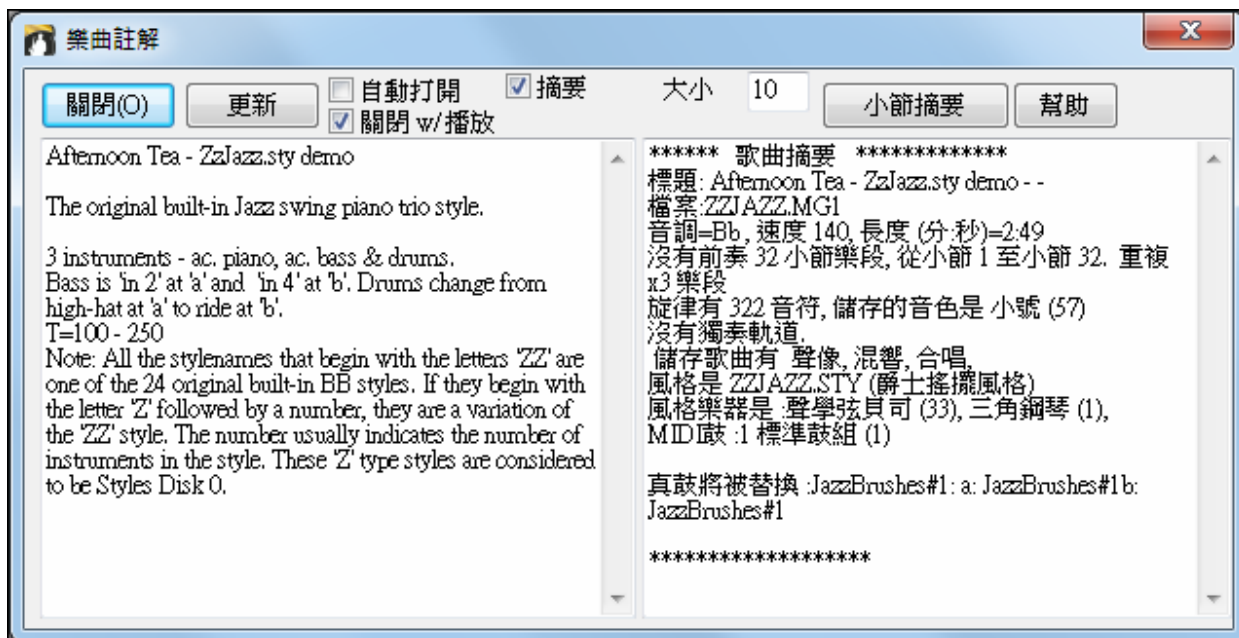 樂曲註解
X
關閉(O) 更新 自動打開 摘要 大小 10 小節摘要 幫助
關閉 w/播放
Afternoon Tea - ZzJazz.sty demo
The original built-in Jazz swing piano trio style.
3 instruments - ac. piano, ac. bass & drums.
Bass is 'in 2' at 'a' and 'in 4' at 'b'. Drums change from
high-hat at 'a' to ride at 'b'.
T=100 - 250
Note: All the stylenames that begin with the letters 'ZZ' are
one of the 24 original built-in BB styles. If they begin with
the letter 'Z' followed by a number, they are a variation of
the 'ZZ' style. The number usually indicates the number of
instruments in the style. These 'Z' type styles are considered
to be Styles Disk 0.
****** 歌曲摘要 *************
標題: Afternoon Tea - ZzJazz.sty demo - -
檔案:ZZJAZZ.MG1
音調=Bb, 速度 140, 長度 (分:秒)=2:49
沒有前奏 32 小節樂段, 從小節 1 至小節 32. 重複
x3 樂段
旋律有 322 音符, 儲存的音色是 小號 (57)
沒有獨奏軌道.
儲存歌曲有 聲像, 混響, 合唱,
風格是 ZZJAZZ.STY (爵士搖擺風格)
風格樂器是 :聲學弦貝司 (33), 三角鋼琴 (1),
MIDI鼓 :1 標準鼓組 (1)
真鼓將被替換 :JazzBrushes#1: a: JazzBrushes#1b:
JazzBrushes#1
*******************